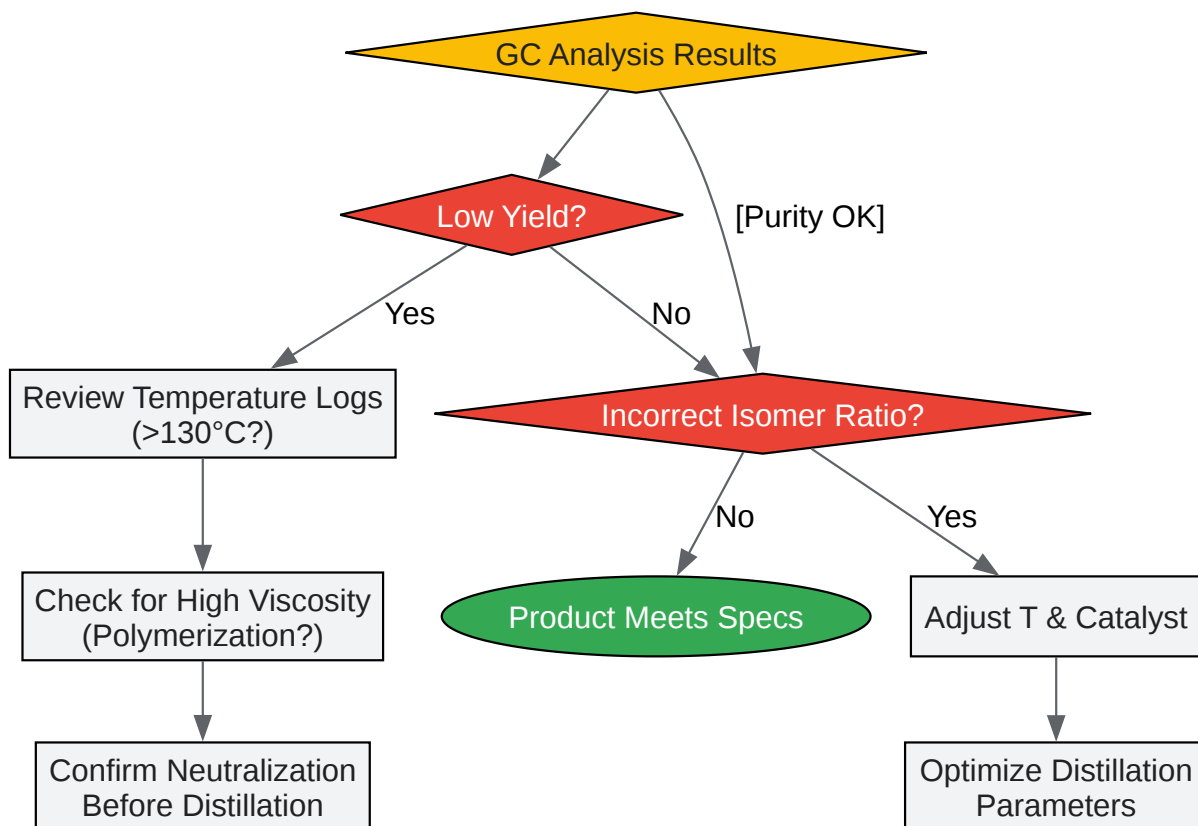 GC Analysis Results
Low Yield?
[Purity OK]
Yes
No
Review Temperature Logs
(>130°C?)
Incorrect Isomer Ratio?
No
Yes
Check for High Viscosity
(Polymerization?)
Product Meets Specs
Adjust T & Catalyst
Confirm Neutralization
Before Distillation
Optimize Distillation
Parameters